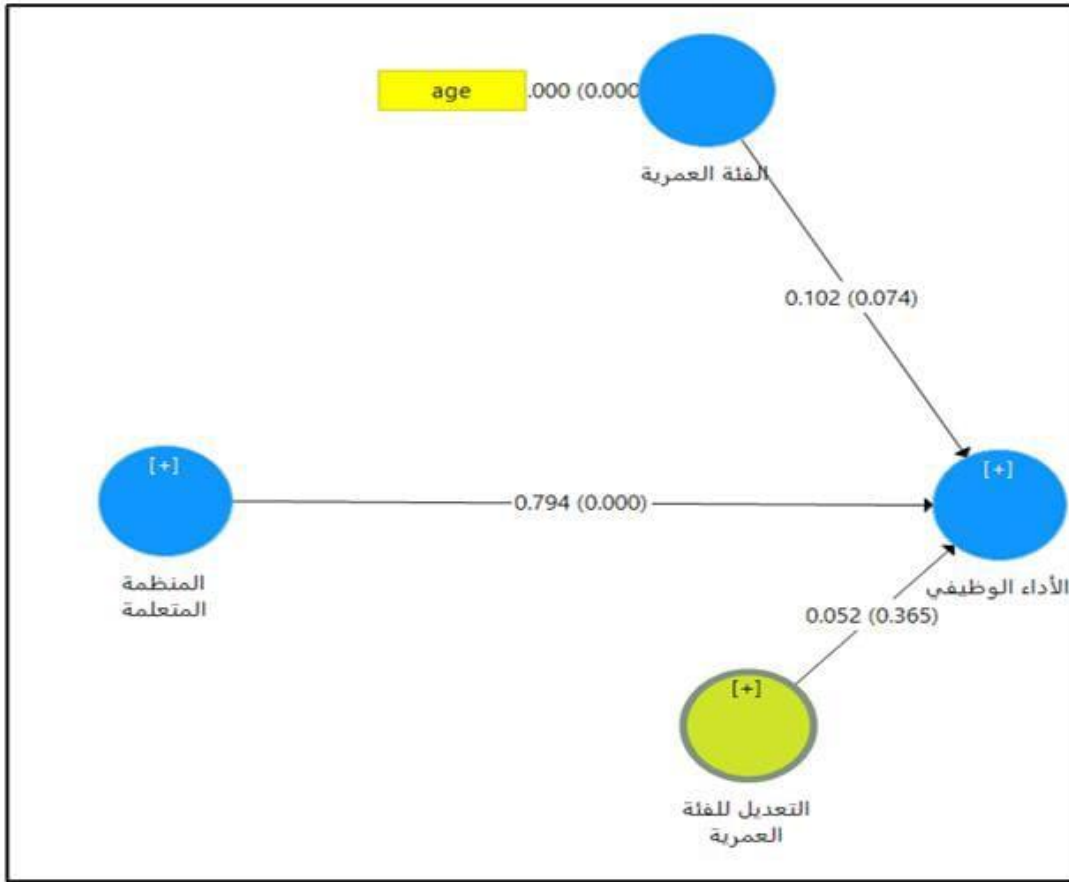 age
.000 (0.000
الفئة العمرية
0.102 (0.074)
[+]
[+]
0.794 (0.000)
المنظمة
المتعلمة
الأداء الوظيفي
0.052 (0.365)
[+]
التعديل للفئة
العمرية